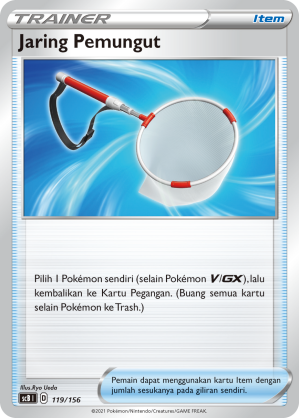 TRAINER Item
Jaring Pemungut
Pilih 1 Pokémon sendiri (selain Pokémon V/GX), lalu
kembalikan ke Kartu Pegangan. (Buang semua kartu
selain Pokémon ke Trash.)
Illus. Ryo Ueda
sc3 I D 119/156
Pemain dapat menggunakan kartu Item dengan
jumlah sesukanya pada giliran sendiri.
©2021 Pokémon/Nintendo/Creatures/GAME FREAK.